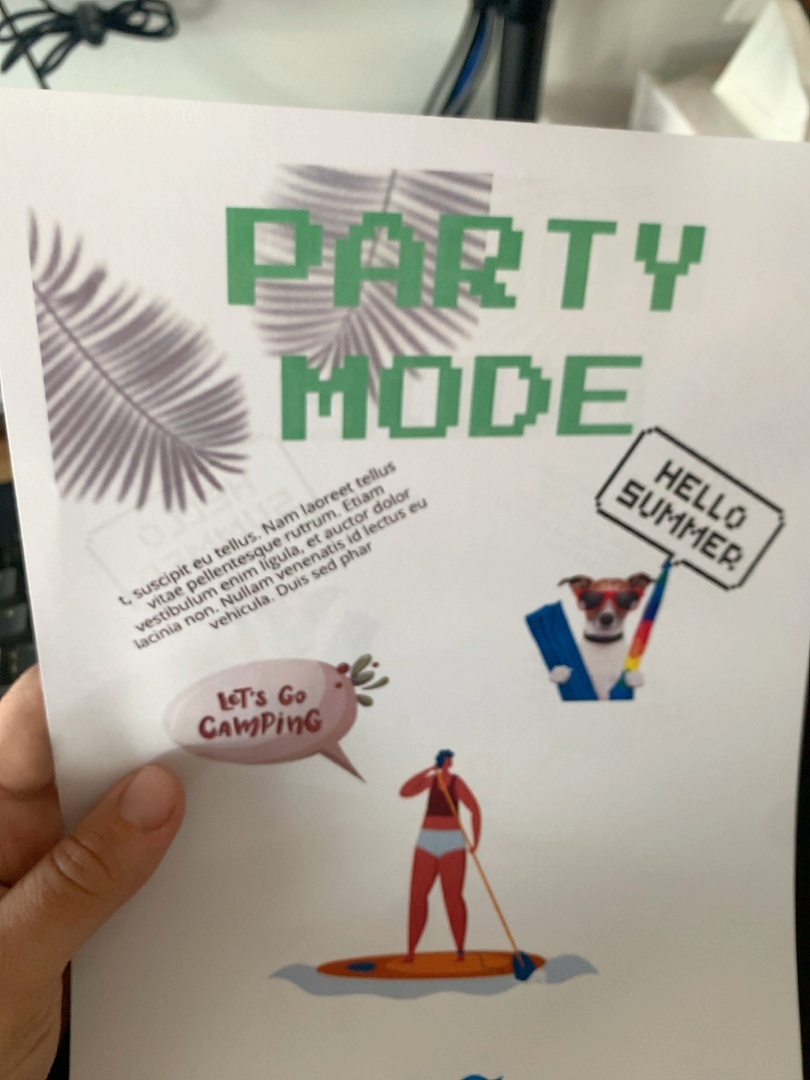 PARTY
MODE
HELLO
SUMMER
t, suscipit eu tellus. Nam laoreet tellus
vitae pellentesque rutrum. Etiam
vestibulum enim ligula, et auctor dolor
lacinia non. Nullam venenatis id lectus eu
vehicula. Duis sed phar
LET'S GO
CAMPING